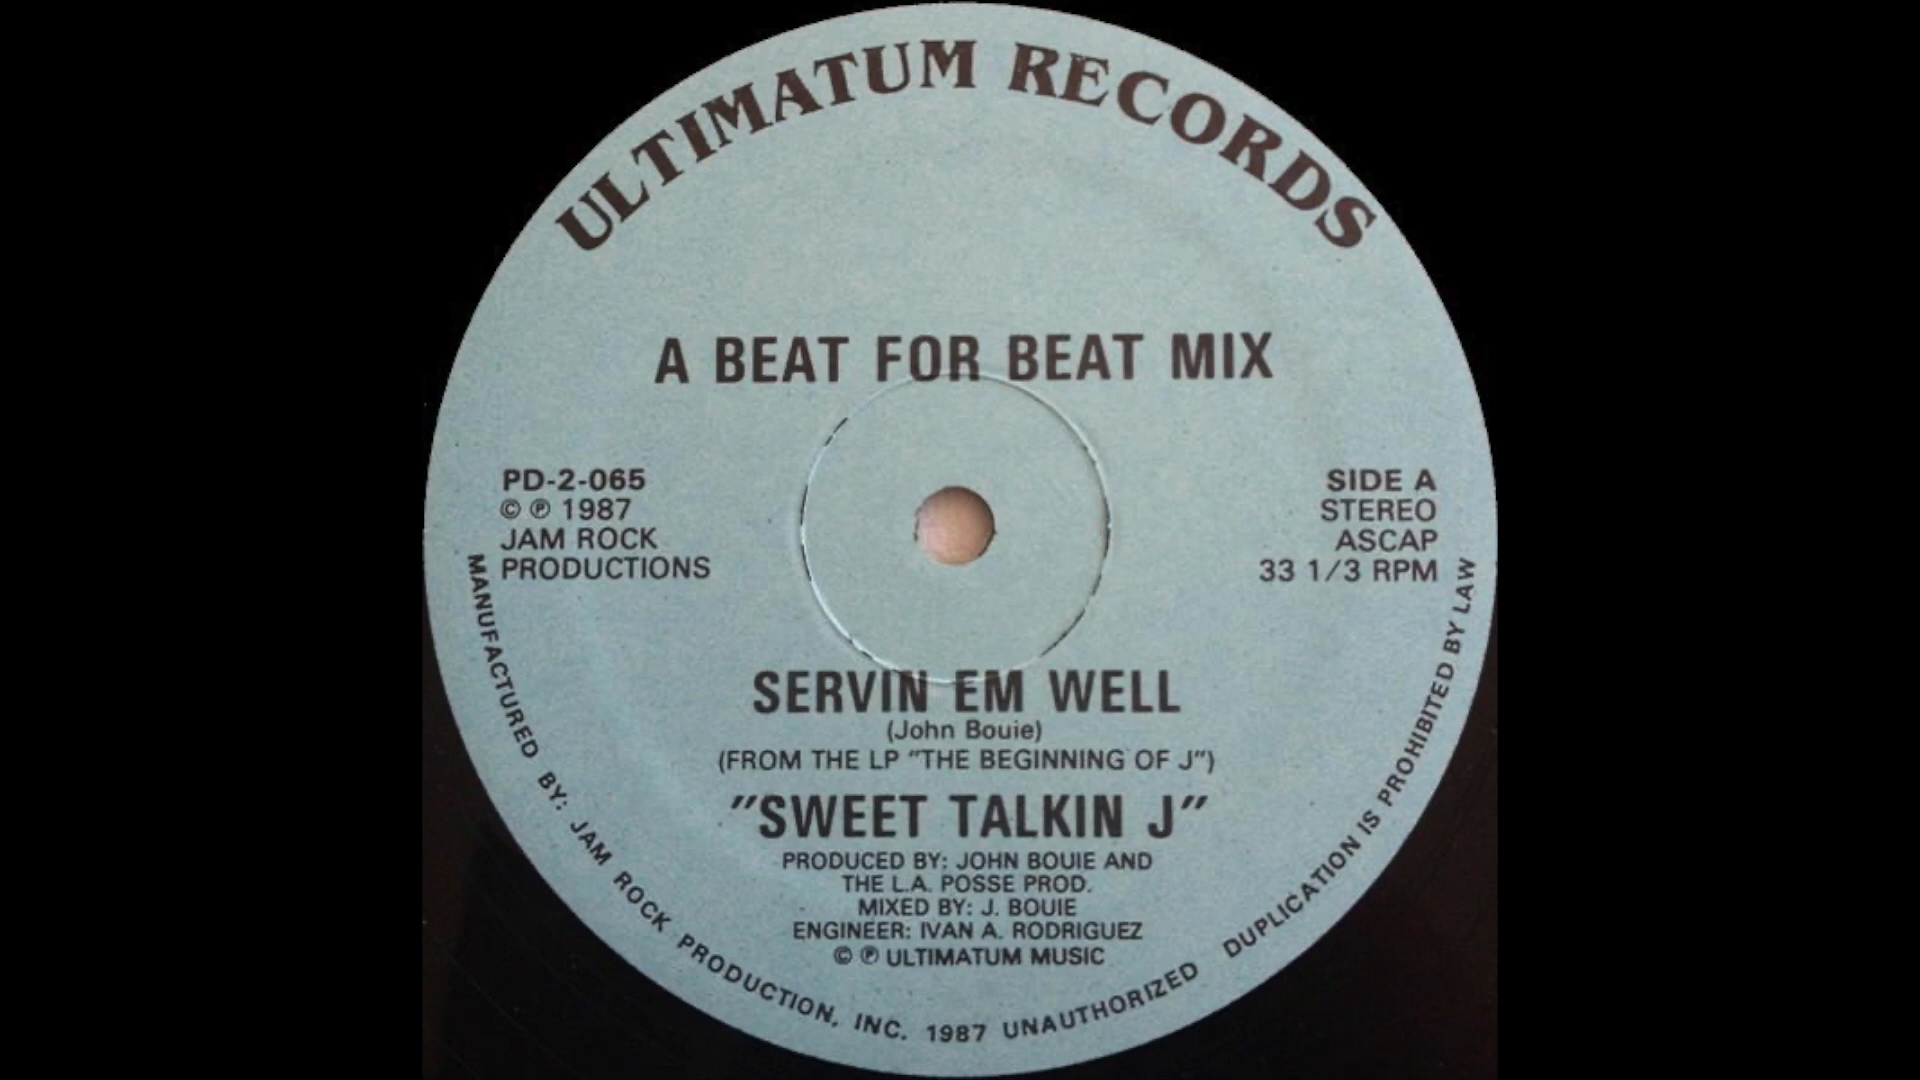 ULTIMATUM RECORDS
A BEAT FOR BEAT MIX
PD-2-065
© ℗ 1987
JAM ROCK
PRODUCTIONS
SIDE A
STEREO
ASCAP
33 1/3 RPM
SERVIN EM WELL
(John Bouie)
(FROM THE LP "THE BEGINNING OF J")
"SWEET TALKIN J"
PRODUCED BY: JOHN BOUIE AND
THE L.A. POSSE PROD.
MIXED BY: J. BOUIE
ENGINEER: IVAN A. RODRIGUEZ
© ℗ ULTIMATUM MUSIC
MANUFACTURED BY: JAM ROCK PRODUCTION, INC. 1987 UNAUTHORIZED DUPLICATION IS PROHIBITED BY LAW